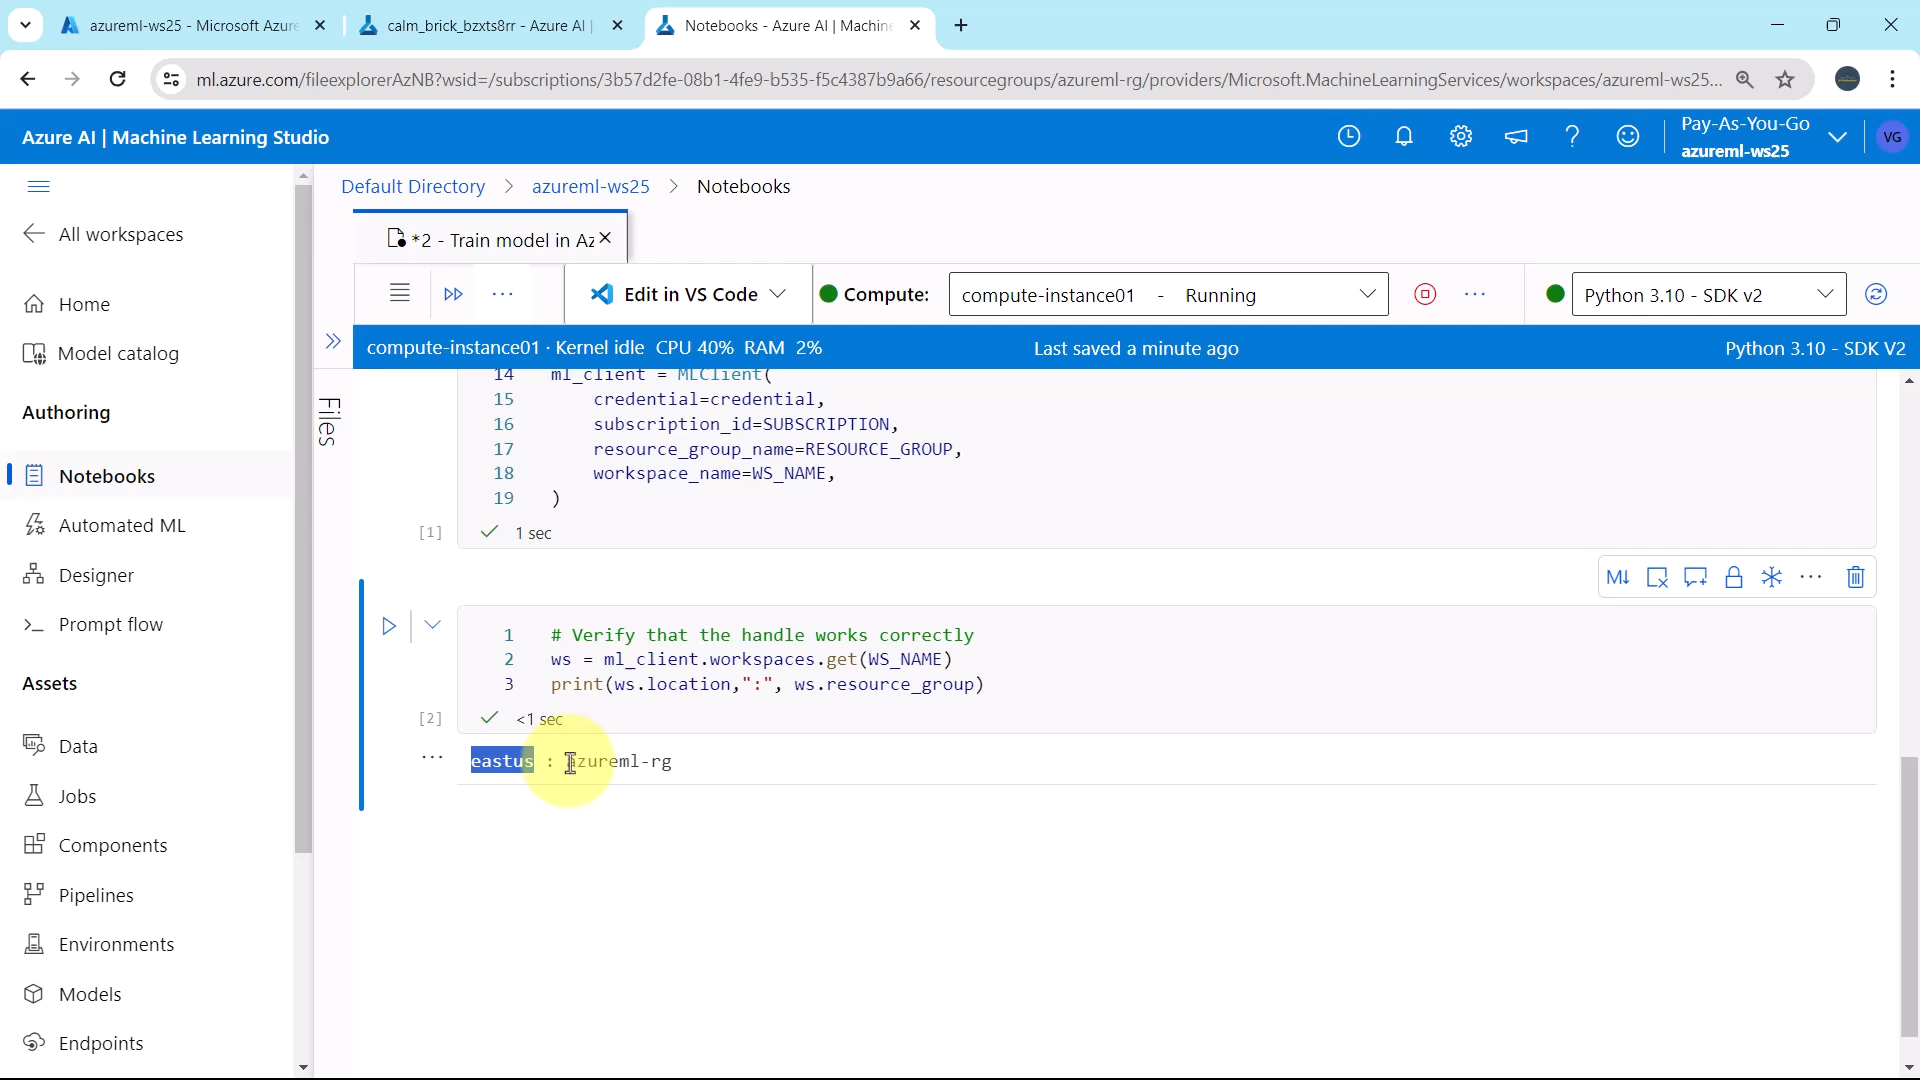 azureml-ws25 - Microsoft Azure
calm_brick_bzxts8rr - Azure AI |
Notebooks - Azure AI | Machine
ml.azure.com/fileexplorerAzNB?wsid=/subscriptions/3b57d2fe-08b1-4fe9-b535-f5c4387b9a66/resourcegroups/azureml-rg/providers/Microsoft.MachineLearningServices/workspaces/azureml-ws25...
Azure AI | Machine Learning Studio
Pay-As-You-Go
azureml-ws25
VG
Default Directory > azureml-ws25 > Notebooks
All workspaces
Home
Model catalog
Authoring
Notebooks
Automated ML
Designer
Prompt flow
Assets
Data
Jobs
Components
Pipelines
Environments
Models
Endpoints
Files
*2 - Train model in Az
Edit in VS Code
Compute:
compute-instance01 - Running
Python 3.10 - SDK v2
compute-instance01 · Kernel idle CPU 40% RAM 2%
Last saved a minute ago
Python 3.10 - SDK V2
14 ml_client = MLClient(
15 credential=credential,
16 subscription_id=SUBSCRIPTION,
17 resource_group_name=RESOURCE_GROUP,
18 workspace_name=WS_NAME,
19 )
[1] 1 sec
M↓
1 # Verify that the handle works correctly
2 ws = ml_client.workspaces.get(WS_NAME)
3 print(ws.location,":", ws.resource_group)
[2] <1 sec
eastus : azureml-rg